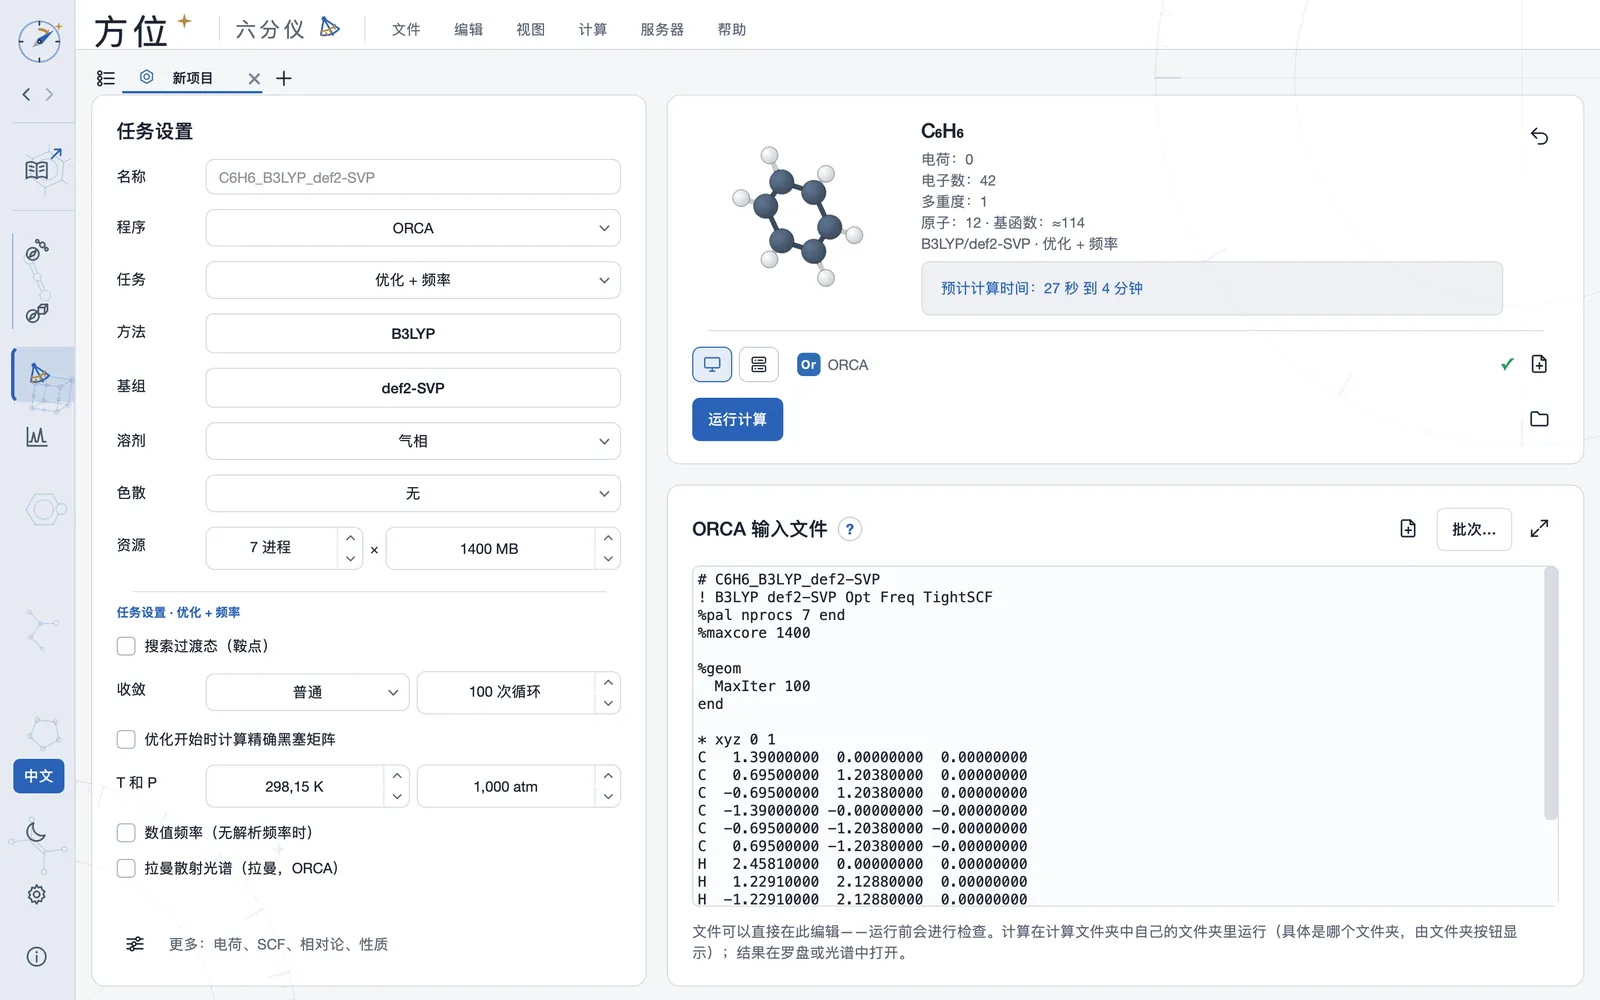 方位
六分仪
文件 编辑 视图 计算 服务器 帮助
新项目
任务设置
名称 C6H6_B3LYP_def2-SVP
程序 ORCA
任务 优化 + 频率
方法 B3LYP
基组 def2-SVP
溶剂 气相
色散 无
资源 7 进程 × 1400 MB
任务设置 · 优化 + 频率
搜索过渡态（鞍点）
收敛 普通 100 次循环
优化开始时计算精确黑塞矩阵
T 和 P 298,15 K 1,000 atm
数值频率（无解析频率时）
拉曼散射光谱（拉曼，ORCA）
更多：电荷、SCF、相对论、性质
中文
C₆H₆
电荷：0
电子数：42
多重度：1
原子：12 · 基函数：≈114
B3LYP/def2-SVP · 优化 + 频率
预计计算时间：27 秒 到 4 分钟
Or ORCA
运行计算
ORCA 输入文件 ?
批次...
# C6H6_B3LYP_def2-SVP
! B3LYP def2-SVP Opt Freq TightSCF
%pal nprocs 7 end
%maxcore 1400
%geom
MaxIter 100
end
* xyz 0 1
C 1.39000000 0.00000000 0.00000000
C 0.69500000 1.20380000 0.00000000
C -0.69500000 1.20380000 0.00000000
C -1.39000000 -0.00000000 -0.00000000
C -0.69500000 -1.20380000 -0.00000000
C 0.69500000 -1.20380000 -0.00000000
H 2.45810000 0.00000000 0.00000000
H 1.22910000 2.12880000 0.00000000
H -1.22910000 2.12880000 0.00000000
文件可以直接在此编辑——运行前会进行检查。计算在计算文件夹中自己的文件夹里运行（具体是哪个文件夹，由文件夹按钮显
示）；结果在罗盘或光谱中打开。